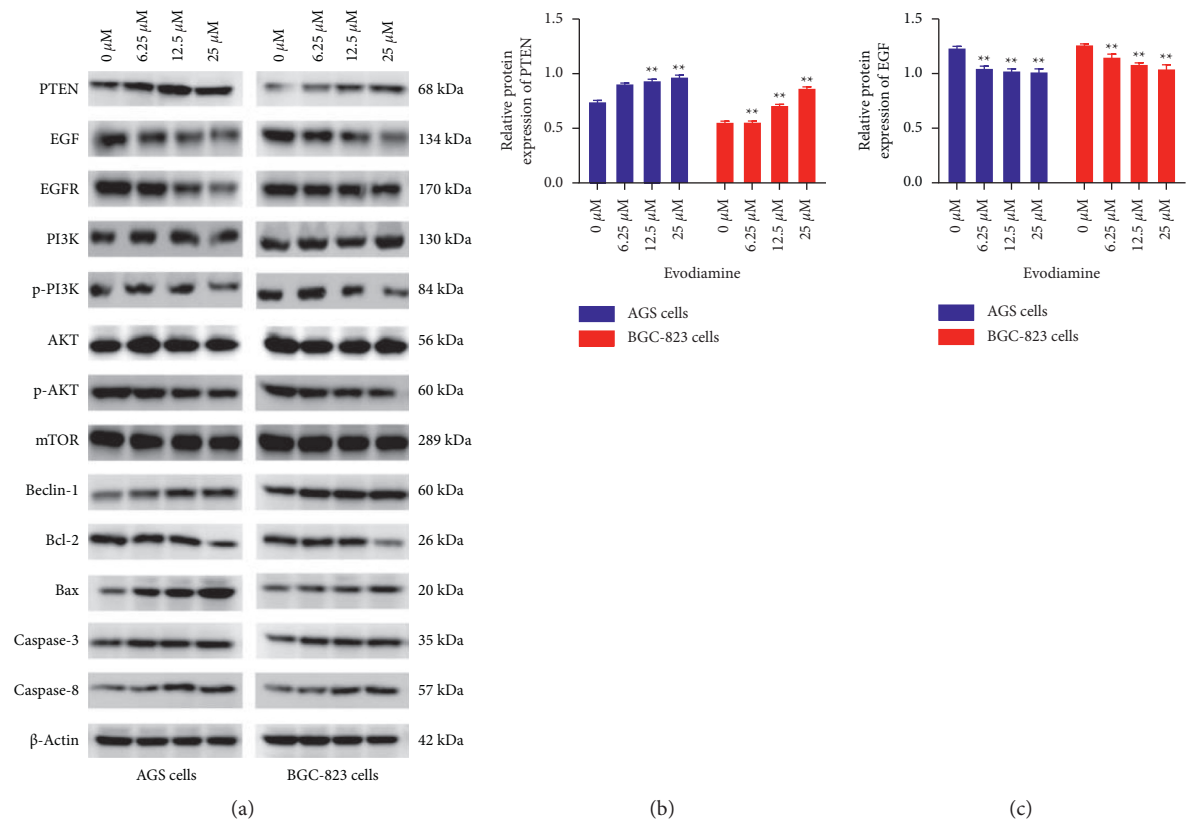 0 μM
6.25 μM
12.5 μM
25 μM
0 μM
6.25 μM
12.5 μM
25 μM
PTEN
68 kDa
EGF
134 kDa
EGFR
170 kDa
PI3K
130 kDa
p-PI3K
84 kDa
AKT
56 kDa
p-AKT
60 kDa
mTOR
289 kDa
Beclin-1
60 kDa
Bcl-2
26 kDa
Bax
20 kDa
Caspase-3
35 kDa
Caspase-8
57 kDa
β-Actin
42 kDa
AGS cells
BGC-823 cells
(a)
Relative protein
expression of PTEN
1.5
1.0
0.5
0.0
**
**
**
**
**
0 μM
6.25 μM
12.5 μM
25 μM
0 μM
6.25 μM
12.5 μM
25 μM
Evodiamine
AGS cells
BGC-823 cells
(b)
Relative protein
expression of EGF
1.5
1.0
0.5
0.0
**
**
**
**
**
**
0 μM
6.25 μM
12.5 μM
25 μM
0 μM
6.25 μM
12.5 μM
25 μM
Evodiamine
AGS cells
BGC-823 cells
(c)